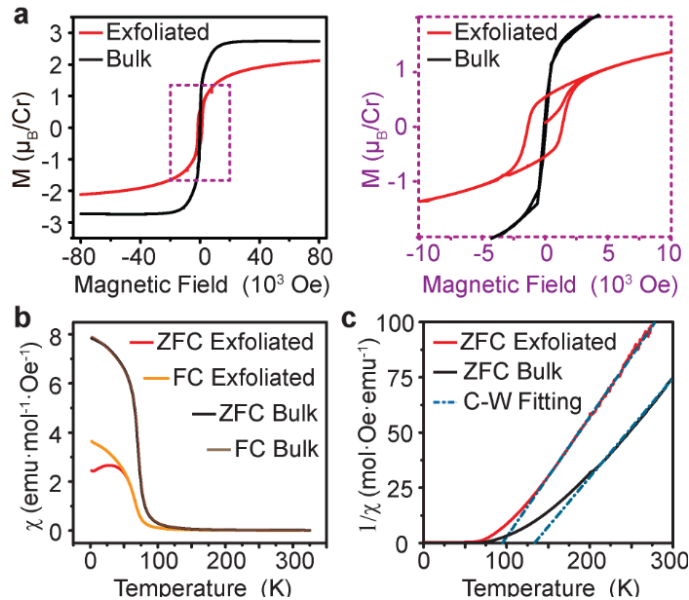 a
Exfoliated
Bulk
M (μB/Cr)
3
2
1
0
-1
-2
-3
-80 -40 0 40 80
Magnetic Field (10³ Oe)
Exfoliated
Bulk
M (μB/Cr)
1
0
-1
-10 -5 0 5 10
Magnetic Field (10³ Oe)
b
ZFC Exfoliated
FC Exfoliated
ZFC Bulk
FC Bulk
χ (emu·mol⁻¹·Oe⁻¹)
8
6
4
2
0
0 100 200 300
Temperature (K)
c
ZFC Exfoliated
ZFC Bulk
C-W Fitting
1/χ (mol·Oe·emu⁻¹)
100
75
50
25
0
0 100 200 300
Temperature (K)